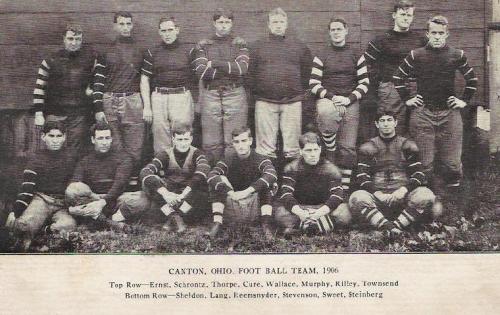 CANTON, OHIO, FOOT BALL TEAM, 1906
Top Row—Ernst, Schrontz, Thorpe, Cure, Wallace, Murphy, Rilley, Townsend
Bottom Row—Sheldon, Lang, Reemsnyder, Stevenson, Sweet, Steinberg